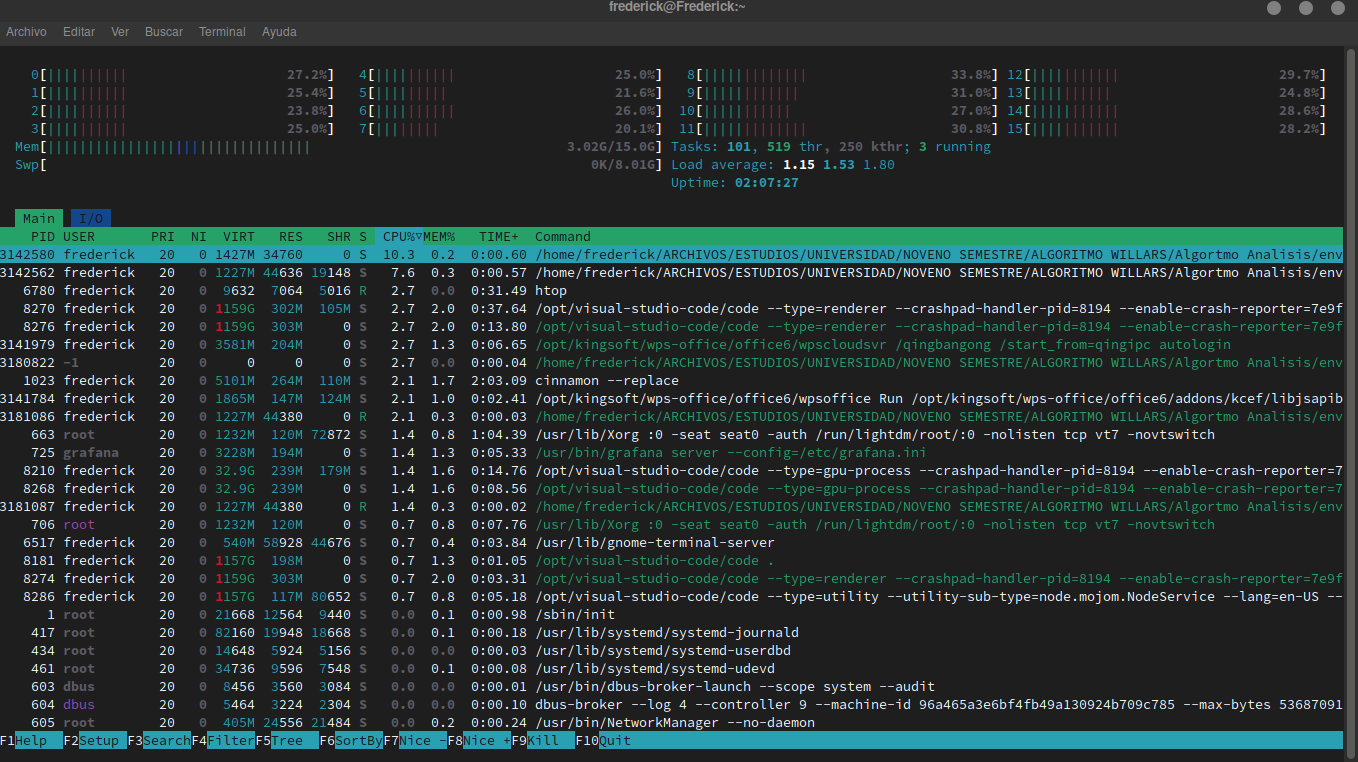 frederick@Frederick:~
Archivo Editar Ver Buscar Terminal Ayuda
0[|||||||||| 27.2%] 4[|||||||||| 25.0%] 8[||||||||||||| 33.8%] 12[||||||||||| 29.7%]
1[|||||||||| 25.4%] 5[||||||||| 21.6%] 9[|||||||||||| 31.0%] 13[|||||||||| 24.8%]
2[|||||||||| 23.8%] 6[|||||||||| 26.0%] 10[||||||||||| 27.0%] 14[||||||||||| 28.6%]
3[|||||||||| 25.0%] 7[|||||||| 20.1%] 11[||||||||||||| 30.8%] 15[||||||||||| 28.2%]
Mem[||||||||||||||||||||||||||||||||| 3.02G/15.0G] Tasks: 101, 519 thr, 250 kthr; 3 running
Swp[ 0K/8.01G] Load average: 1.15 1.53 1.80
Uptime: 02:07:27
Main I/O
PID USER PRI NI VIRT RES SHR S CPU%▽MEM% TIME+ Command
3142580 frederick 20 0 1427M 34760 0 S 10.3 0.2 0:00.60 /home/frederick/ARCHIVOS/ESTUDIOS/UNIVERSIDAD/NOVENO SEMESTRE/ALGORITMO WILLARS/Algortmo Analisis/env
3142562 frederick 20 0 1227M 44636 19148 S 7.6 0.3 0:00.57 /home/frederick/ARCHIVOS/ESTUDIOS/UNIVERSIDAD/NOVENO SEMESTRE/ALGORITMO WILLARS/Algortmo Analisis/env
6780 frederick 20 0 9632 7064 5016 R 2.7 0.0 0:31.49 htop
8270 frederick 20 0 1159G 302M 105M S 2.7 2.0 0:37.64 /opt/visual-studio-code/code --type=renderer --crashpad-handler-pid=8194 --enable-crash-reporter=7e9f
8276 frederick 20 0 1159G 303M 0 S 2.7 2.0 0:13.80 /opt/visual-studio-code/code --type=renderer --crashpad-handler-pid=8194 --enable-crash-reporter=7e9f
3141979 frederick 20 0 3581M 204M 0 S 2.7 1.3 0:06.65 /opt/kingsoft/wps-office/office6/wpscloudsvr /qingbangong /start_from=qingipc autologin
3180822 -1 20 0 0 0 0 S 2.7 0.0 0:00.04 /home/frederick/ARCHIVOS/ESTUDIOS/UNIVERSIDAD/NOVENO SEMESTRE/ALGORITMO WILLARS/Algortmo Analisis/env
1023 frederick 20 0 5101M 264M 110M S 2.1 1.7 2:03.09 cinnamon --replace
3141784 frederick 20 0 1865M 147M 124M S 2.1 1.0 0:02.41 /opt/kingsoft/wps-office/office6/wpsoffice Run /opt/kingsoft/wps-office/office6/addons/kcef/libjsapib
3181086 frederick 20 0 1227M 44380 0 R 2.1 0.3 0:00.03 /home/frederick/ARCHIVOS/ESTUDIOS/UNIVERSIDAD/NOVENO SEMESTRE/ALGORITMO WILLARS/Algortmo Analisis/env
663 root 20 0 1232M 120M 72872 S 1.4 0.8 1:04.39 /usr/lib/Xorg :0 -seat seat0 -auth /run/lightdm/root/:0 -nolisten tcp vt7 -novtswitch
725 grafana 20 0 3228M 194M 0 S 1.4 1.3 0:05.33 /usr/bin/grafana server --config=/etc/grafana.ini
8210 frederick 20 0 32.9G 239M 179M S 1.4 1.6 0:14.76 /opt/visual-studio-code/code --type=gpu-process --crashpad-handler-pid=8194 --enable-crash-reporter=7
8268 frederick 20 0 32.9G 239M 0 S 1.4 1.6 0:08.56 /opt/visual-studio-code/code --type=gpu-process --crashpad-handler-pid=8194 --enable-crash-reporter=7
3181087 frederick 20 0 1227M 44380 0 R 1.4 0.3 0:00.02 /home/frederick/ARCHIVOS/ESTUDIOS/UNIVERSIDAD/NOVENO SEMESTRE/ALGORITMO WILLARS/Algortmo Analisis/env
706 root 20 0 1232M 120M 0 S 0.7 0.8 0:07.76 /usr/lib/Xorg :0 -seat seat0 -auth /run/lightdm/root/:0 -nolisten tcp vt7 -novtswitch
6517 frederick 20 0 540M 58928 44676 S 0.7 0.4 0:03.84 /usr/lib/gnome-terminal-server
8181 frederick 20 0 1157G 198M 0 S 0.7 1.3 0:01.05 /opt/visual-studio-code/code .
8274 frederick 20 0 1159G 303M 0 S 0.7 2.0 0:03.31 /opt/visual-studio-code/code --type=renderer --crashpad-handler-pid=8194 --enable-crash-reporter=7e9f
8286 frederick 20 0 1157G 117M 80652 S 0.7 0.8 0:05.18 /opt/visual-studio-code/code --type=utility --utility-sub-type=node.mojom.NodeService --lang=en-US --
1 root 20 0 21668 12564 9440 S 0.0 0.1 0:00.98 /sbin/init
417 root 20 0 82160 19948 18668 S 0.0 0.1 0:00.18 /usr/lib/systemd/systemd-journald
434 root 20 0 14648 5924 5156 S 0.0 0.0 0:00.03 /usr/lib/systemd/systemd-userdbd
461 root 20 0 34736 9596 7548 S 0.0 0.1 0:00.08 /usr/lib/systemd/systemd-udevd
603 dbus 20 0 8456 3560 3084 S 0.0 0.0 0:00.01 /usr/bin/dbus-broker-launch --scope system --audit
604 dbus 20 0 5464 3224 2304 S 0.0 0.0 0:00.10 dbus-broker --log 4 --controller 9 --machine-id 96a465a3e6bf4fb49a130924b709c785 --max-bytes 53687091
605 root 20 0 405M 24556 21484 S 0.0 0.2 0:00.24 /usr/bin/NetworkManager --no-daemon
F1Help F2Setup F3SearchF4FilterF5Tree F6SortByF7Nice -F8Nice +F9Kill F10Quit